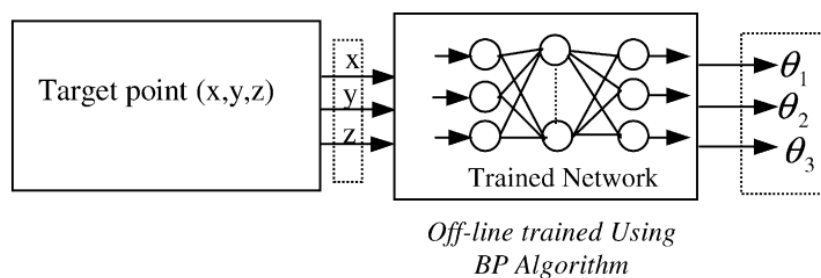 Target point (x,y,z)
x
y
z
Trained Network
θ1
θ2
θ3
Off-line trained Using
BP Algorithm